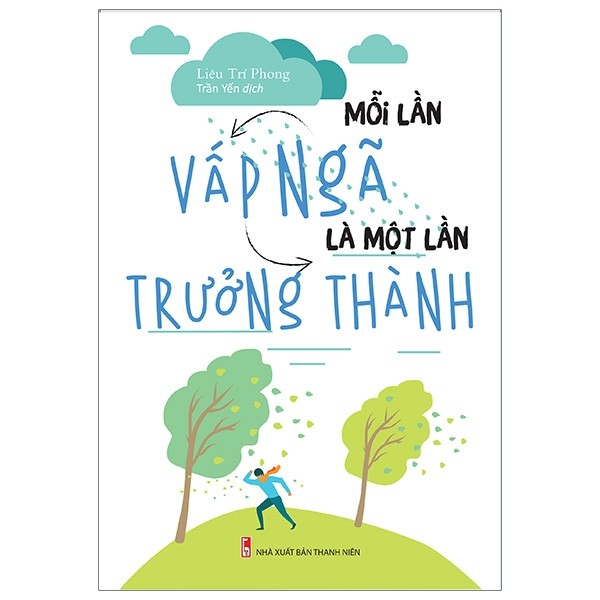 Liêu Trí Phong
Trần Yến dịch
MỖI LẦN
VẤP NGÃ
LÀ MỘT LẦN
TRƯỞNG THÀNH
NHÀ XUẤT BẢN THANH NIÊN